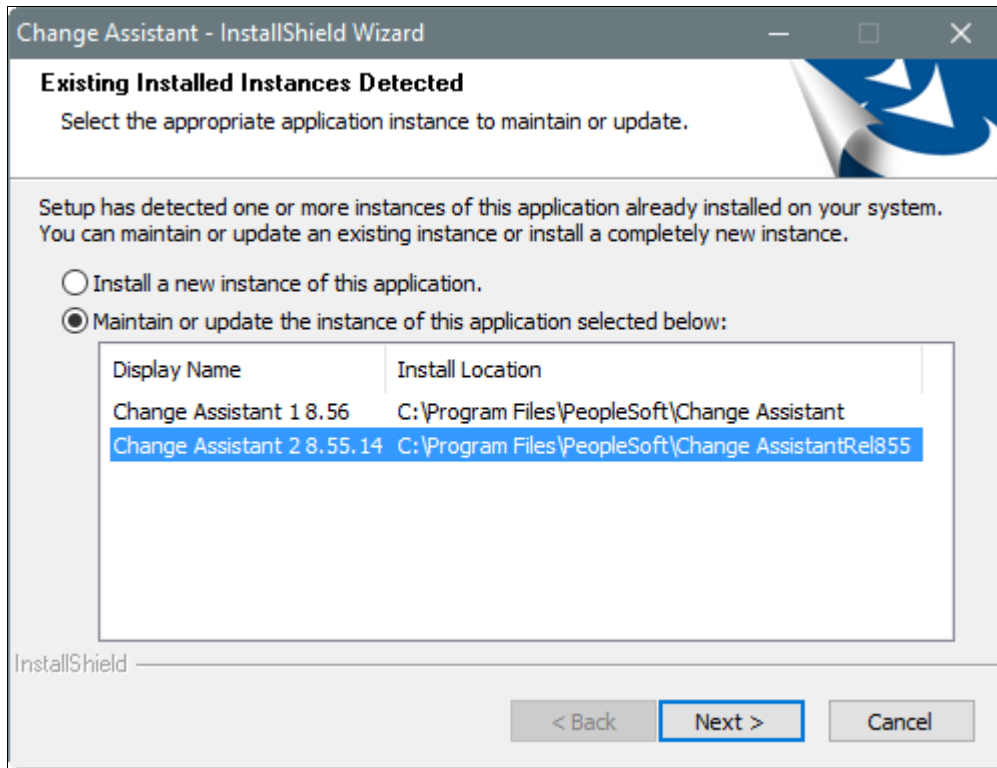 Change Assistant - InstallShield Wizard
Existing Installed Instances Detected
Select the appropriate application instance to maintain or update.
Setup has detected one or more instances of this application already installed on your system.
You can maintain or update an existing instance or install a completely new instance.
Install a new instance of this application.
Maintain or update the instance of this application selected below:
Display Name Install Location
Change Assistant 1 8.56 C:\Program Files\PeopleSoft\Change Assistant
Change Assistant 2 8.55.14 C:\Program Files\PeopleSoft\Change AssistantRel855
InstallShield
< Back Next > Cancel